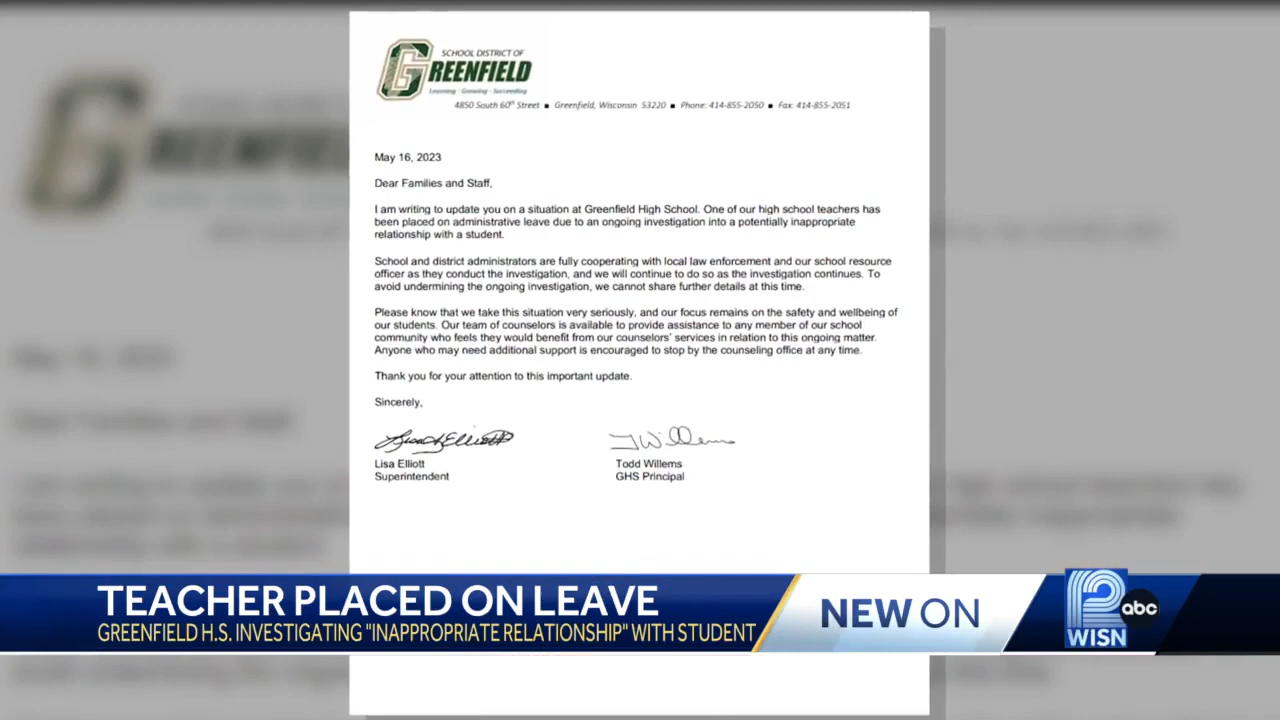 SCHOOL DISTRICT OF
GREENFIELD
Learning - Growing - Succeeding
4850 South 60th Street ■ Greenfield, Wisconsin 53220 ■ Phone: 414-855-2050 ■ Fax: 414-855-2051
May 16, 2023
Dear Families and Staff,
I am writing to update you on a situation at Greenfield High School. One of our high school teachers has
been placed on administrative leave due to an ongoing investigation into a potentially inappropriate
relationship with a student.
School and district administrators are fully cooperating with local law enforcement and our school resource
officer as they conduct the investigation, and we will continue to do so as the investigation continues. To
avoid undermining the ongoing investigation, we cannot share further details at this time.
Please know that we take this situation very seriously, and our focus remains on the safety and wellbeing of
our students. Our team of counselors is available to provide assistance to any member of our school
community who feels they would benefit from our counselors' services in relation to this ongoing matter.
Anyone who may need additional support is encouraged to stop by the counseling office at any time.
Thank you for your attention to this important update.
Sincerely,
Lisa Elliott
Todd Willems
Superintendent
GHS Principal
TEACHER PLACED ON LEAVE
GREENFIELD H.S. INVESTIGATING "INAPPROPRIATE RELATIONSHIP" WITH STUDENT
NEW ON
12
abc
WISN